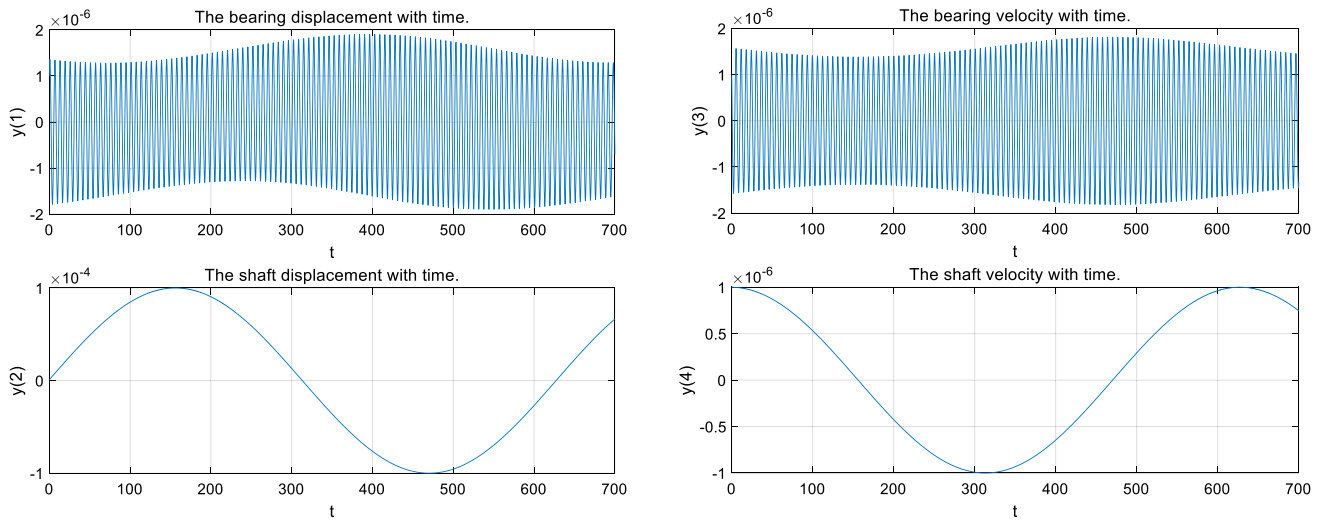 The bearing displacement with time.
×10-6
2
1
0
-1
-2
y(1)
0 100 200 300 400 500 600 700
t
The bearing velocity with time.
×10-6
2
1
0
-1
-2
y(3)
0 100 200 300 400 500 600 700
t
The shaft displacement with time.
×10-4
1
0
-1
y(2)
0 100 200 300 400 500 600 700
t
The shaft velocity with time.
×10-6
1
0.5
0
-0.5
-1
y(4)
0 100 200 300 400 500 600 700
t